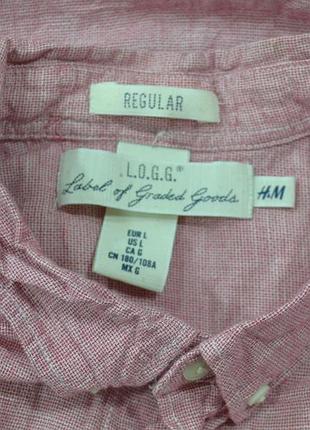 REGULAR
L.O.G.G.®
Label of Graded Goods
H&M
EUR L
US L
CA G
CN 180/108A
MX G